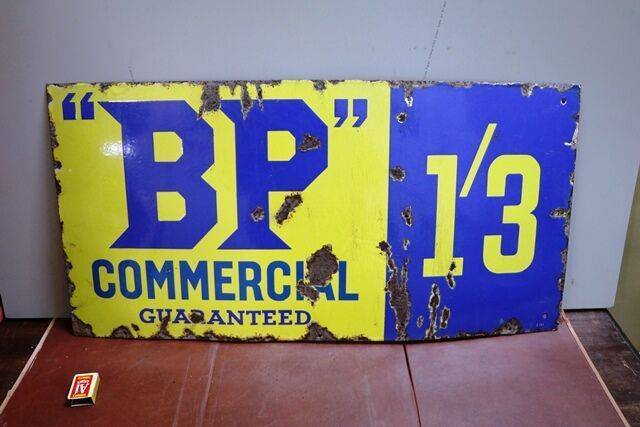 "BP"
COMMERCIAL
GUARANTEED
1/3